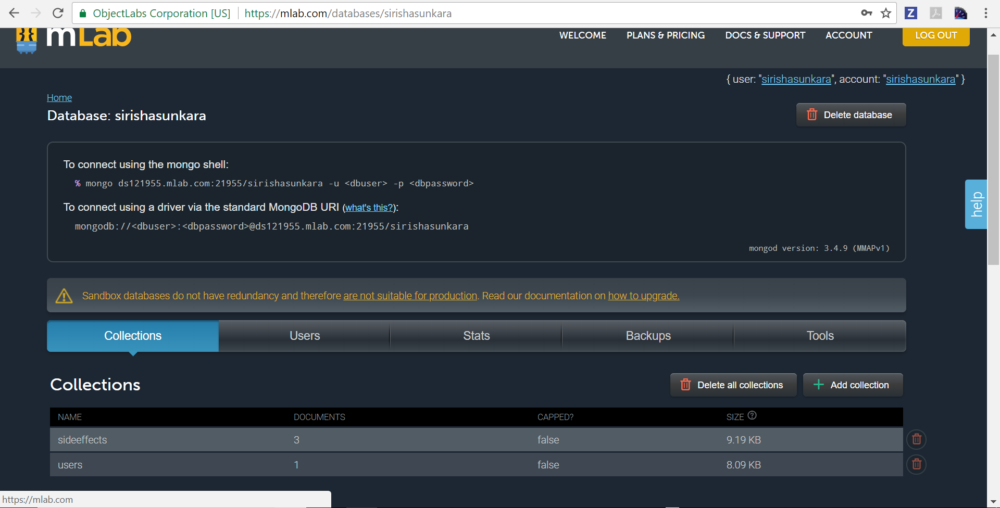 ObjectLabs Corporation [US] https://mlab.com/databases/sirishasunkara
mLab WELCOME PLANS & PRICING DOCS & SUPPORT ACCOUNT LOG OUT
{ user: "sirishasunkara", account: "sirishasunkara" }
Home
Database: sirishasunkara
Delete database
To connect using the mongo shell:
% mongo ds121955.mlab.com:21955/sirishasunkara -u <dbuser> -p <dbpassword>
To connect using a driver via the standard MongoDB URI (what's this?):
mongodb://<dbuser>:<dbpassword>@ds121955.mlab.com:21955/sirishasunkara
mongod version: 3.4.9 (MMAPv1)
help
Sandbox databases do not have redundancy and therefore are not suitable for production. Read our documentation on how to upgrade.
Collections Users Stats Backups Tools
Collections
Delete all collections Add collection
NAME DOCUMENTS CAPPED? SIZE ?
sideeffects 3 false 9.19 KB
users 1 false 8.09 KB
https://mlab.com